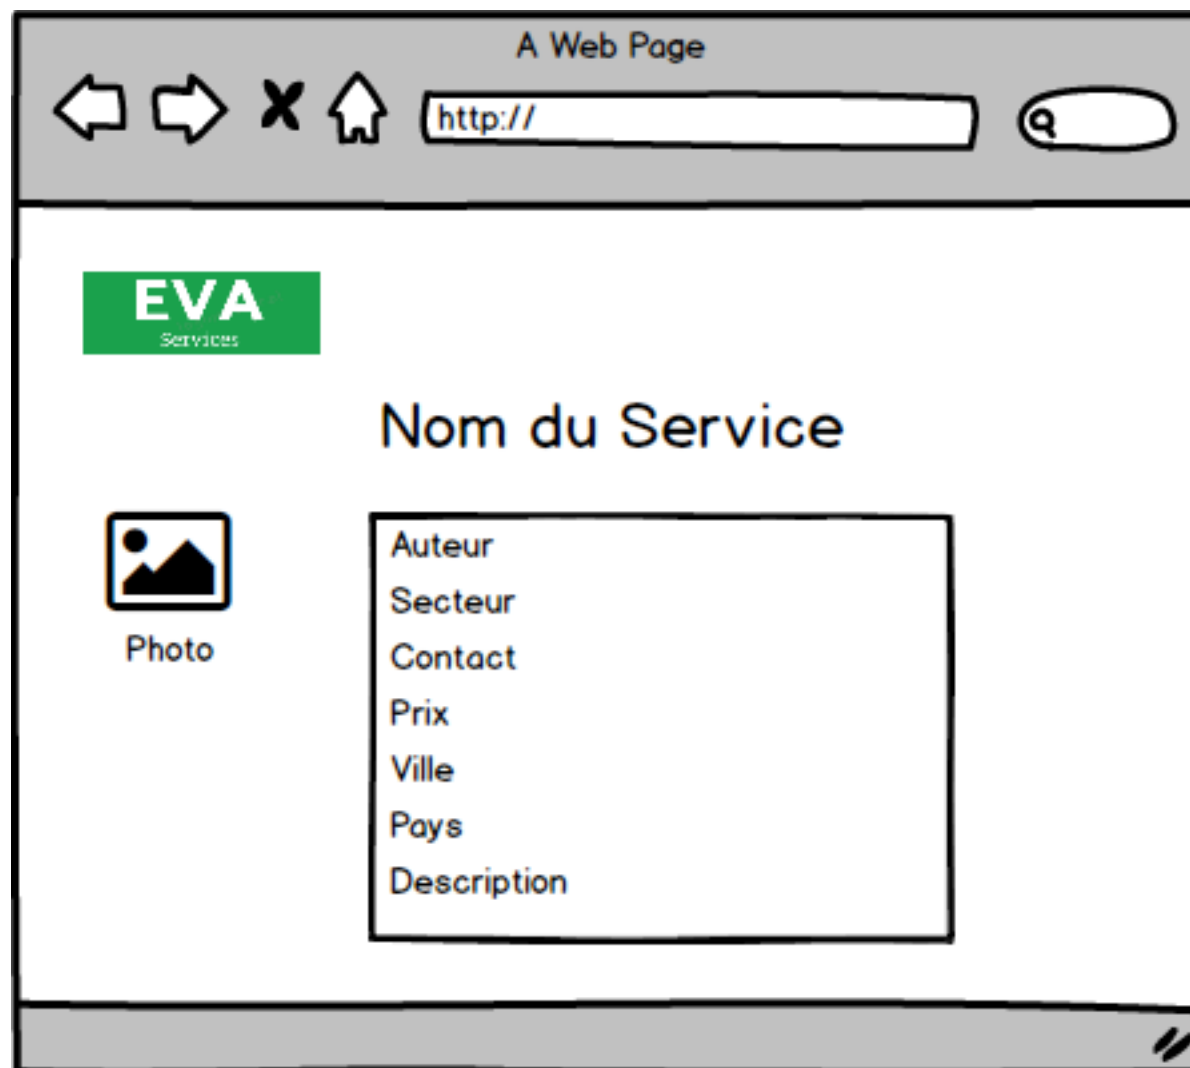 A Web Page
http://
EVA
Services
Nom du Service
Photo
Auteur
Secteur
Contact
Prix
Ville
Pays
Description